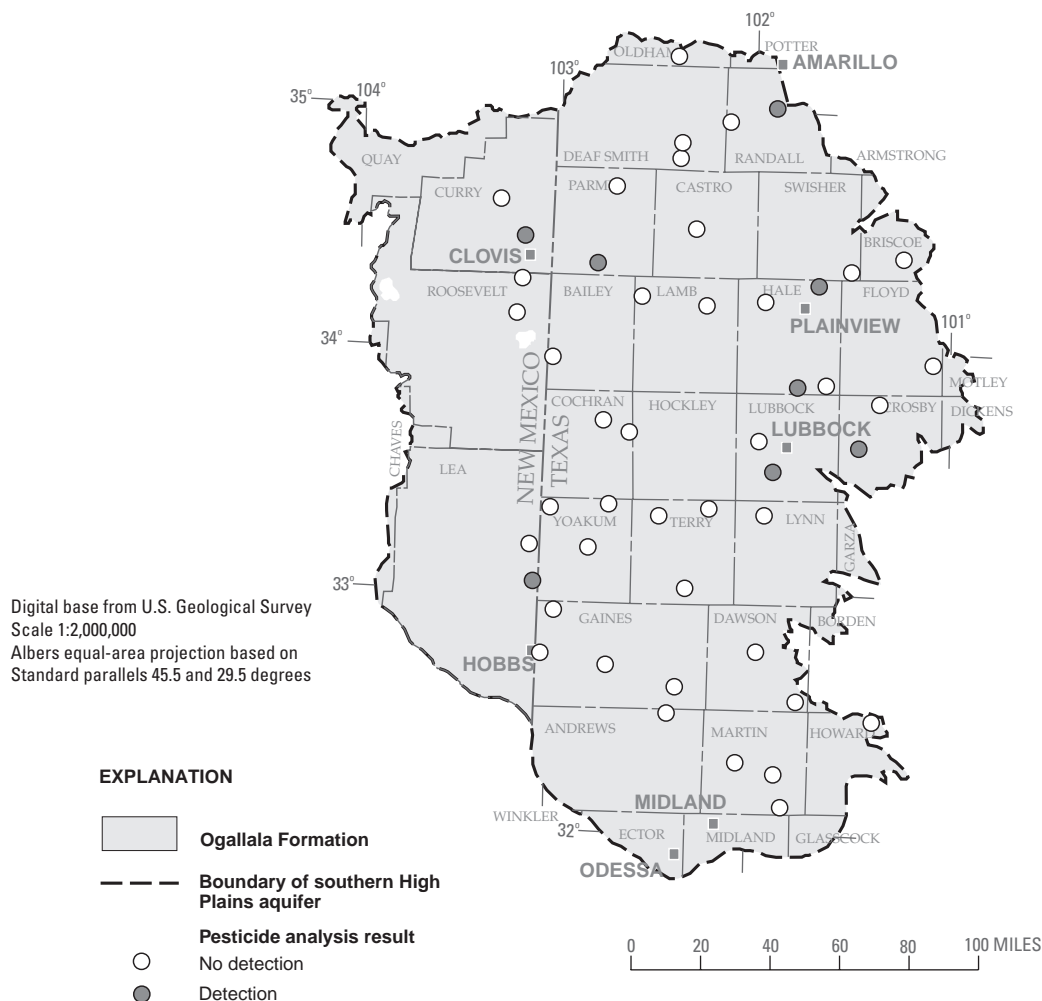 102°
OLDHAM
POTTER
AMARILLO
103°
35°
104°
QUAY
DEAF SMITH
RANDALL
ARMSTRONG
CURRY
PARM
CASTRO
SWISHER
BRISCOE
CLOVIS
ROOSEVELT
BAILEY
LAMB
HALE
FLOYD
PLAINVIEW
34°
101°
MOTLEY
NEW MEXICO
TEXAS
COCHRAN
HOCKLEY
LUBBOCK
CROSBY
DICKENS
LUBBOCK
CHAVES
LEA
YOAKUM
TERRY
LYNN
GARZA
33°
Digital base from U.S. Geological Survey
Scale 1:2,000,000
Albers equal-area projection based on
Standard parallels 45.5 and 29.5 degrees
GAINES
DAWSON
BORDEN
HOBBS
ANDREWS
MARTIN
HOWARD
EXPLANATION
Ogallala Formation
Boundary of southern High
Plains aquifer
Pesticide analysis result
No detection
Detection
WINKLER
32°
MIDLAND
ECTOR
MIDLAND
GLASSCOCK
ODESSA
0 20 40 60 80 100 MILES